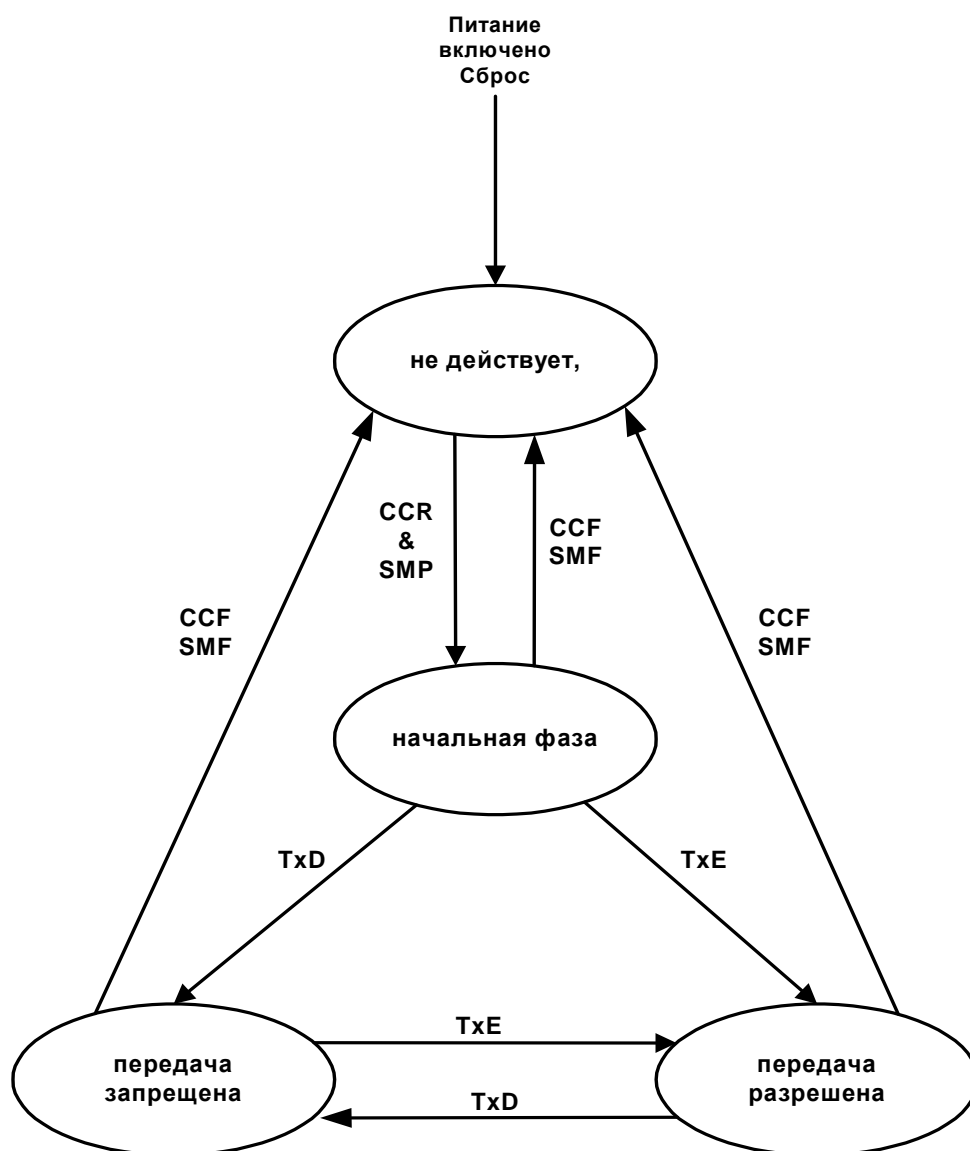 Питание
включено
Сброс
не действует,
CCR
&
SMP
CCF
SMF
CCF
SMF
CCF
SMF
начальная фаза
TxD
TxE
TxE
передача
запрещена
передача
разрешена
TxD